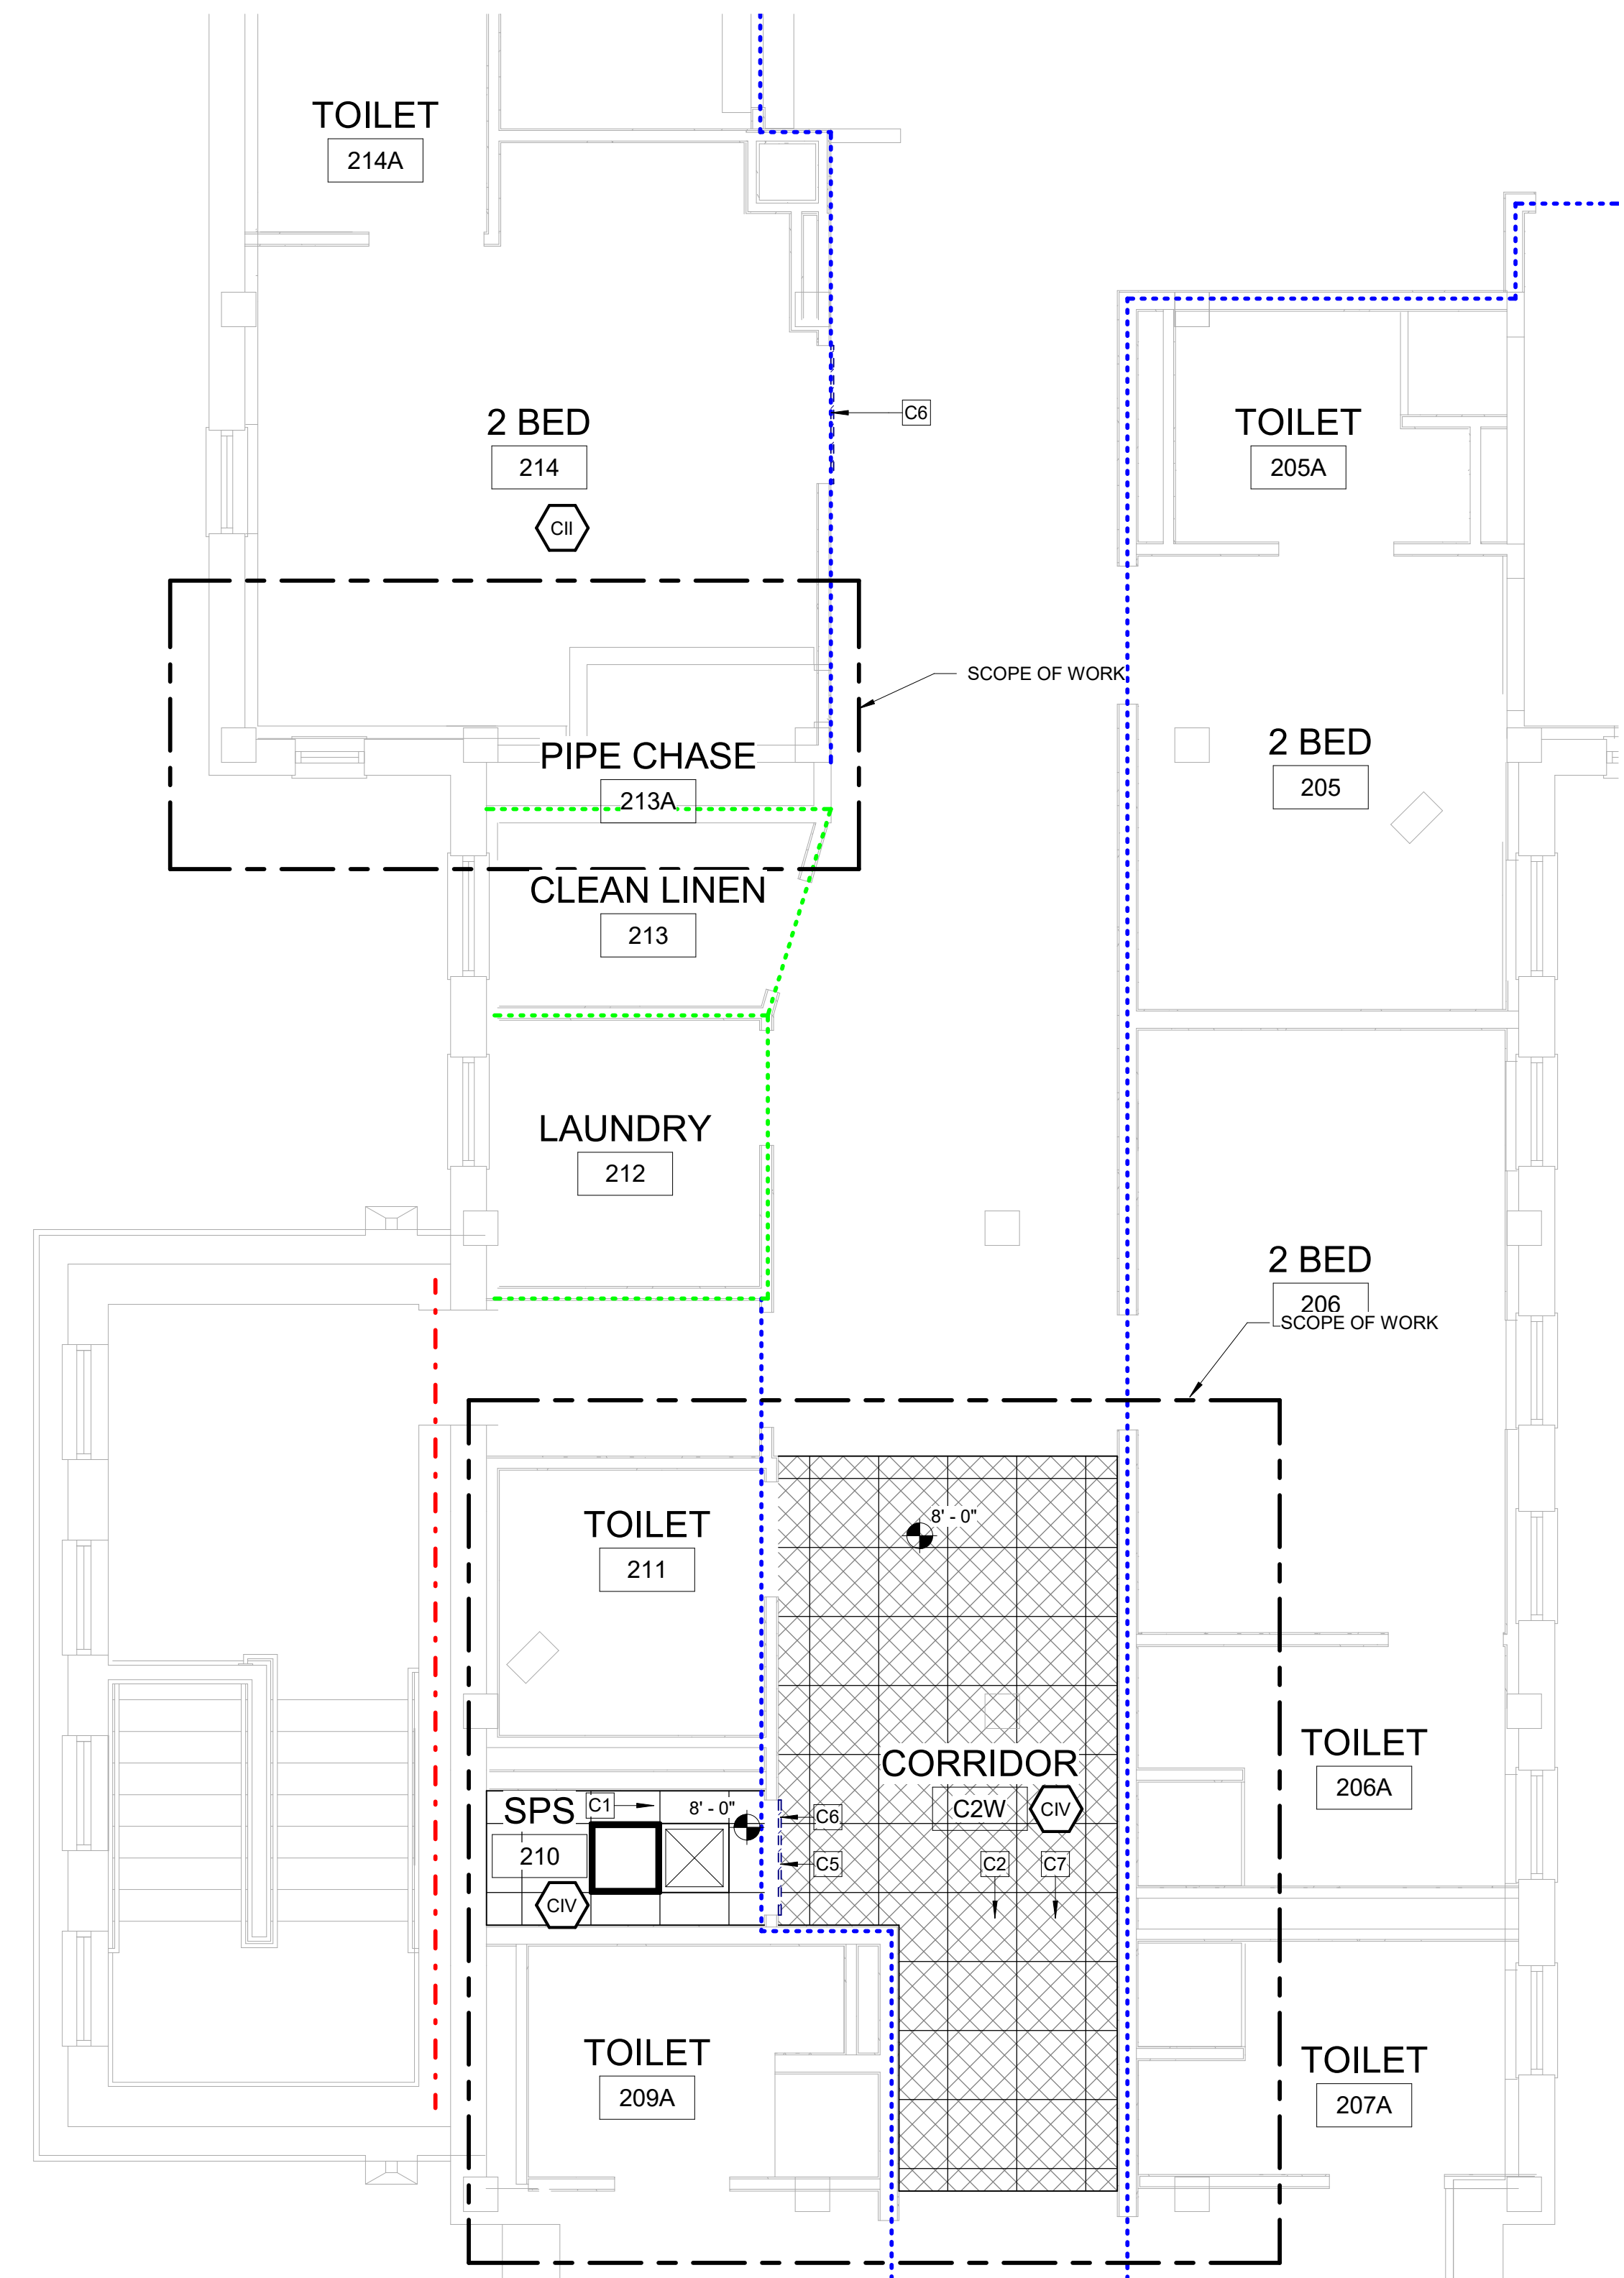 TOILET
214A
2 BED
214
CII
C6
TOILET
205A
SCOPE OF WORK
2 BED
205
PIPE CHASE
213A
CLEAN LINEN
213
LAUNDRY
212
2 BED
206
SCOPE OF WORK
TOILET
211
8' - 0"
CORRIDOR
C2W
CIV
TOILET
206A
SPS
210
C1
8' - 0"
CIV
C6
C5
C2
C7
TOILET
209A
TOILET
207A